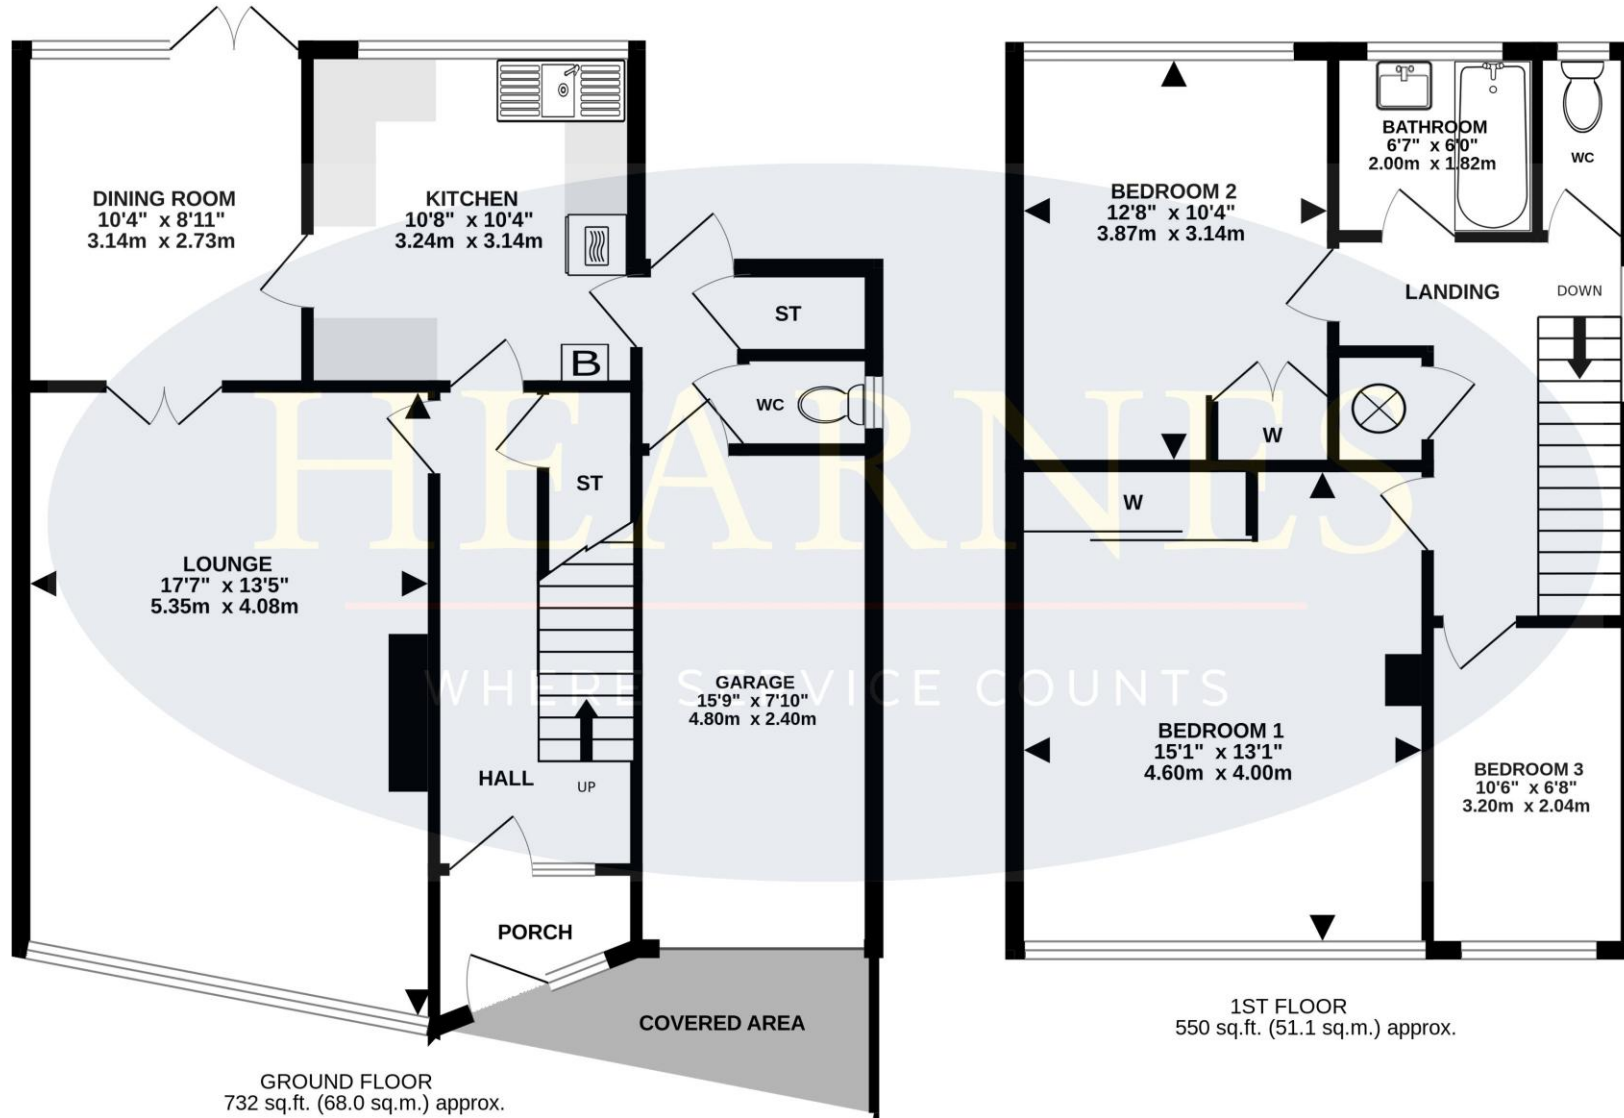 DINING ROOM
10'4" x 8'11"
3.14m x 2.73m
KITCHEN
10'8" x 10'4"
3.24m x 3.14m
B
ST
WC
ST
LOUNGE
17'7" x 13'5"
5.35m x 4.08m
GARAGE
15'9" x 7'10"
4.80m x 2.40m
HALL
UP
PORCH
COVERED AREA
GROUND FLOOR
732 sq.ft. (68.0 sq.m.) approx.
BATHROOM
6'7" x 6'0"
2.00m x 1.82m
WC
BEDROOM 2
12'8" x 10'4"
3.87m x 3.14m
LANDING
DOWN
W
W
BEDROOM 1
15'1" x 13'1"
4.60m x 4.00m
BEDROOM 3
10'6" x 6'8"
3.20m x 2.04m
1ST FLOOR
550 sq.ft. (51.1 sq.m.) approx.
HEARNES
WHERE SERVICE COUNTS